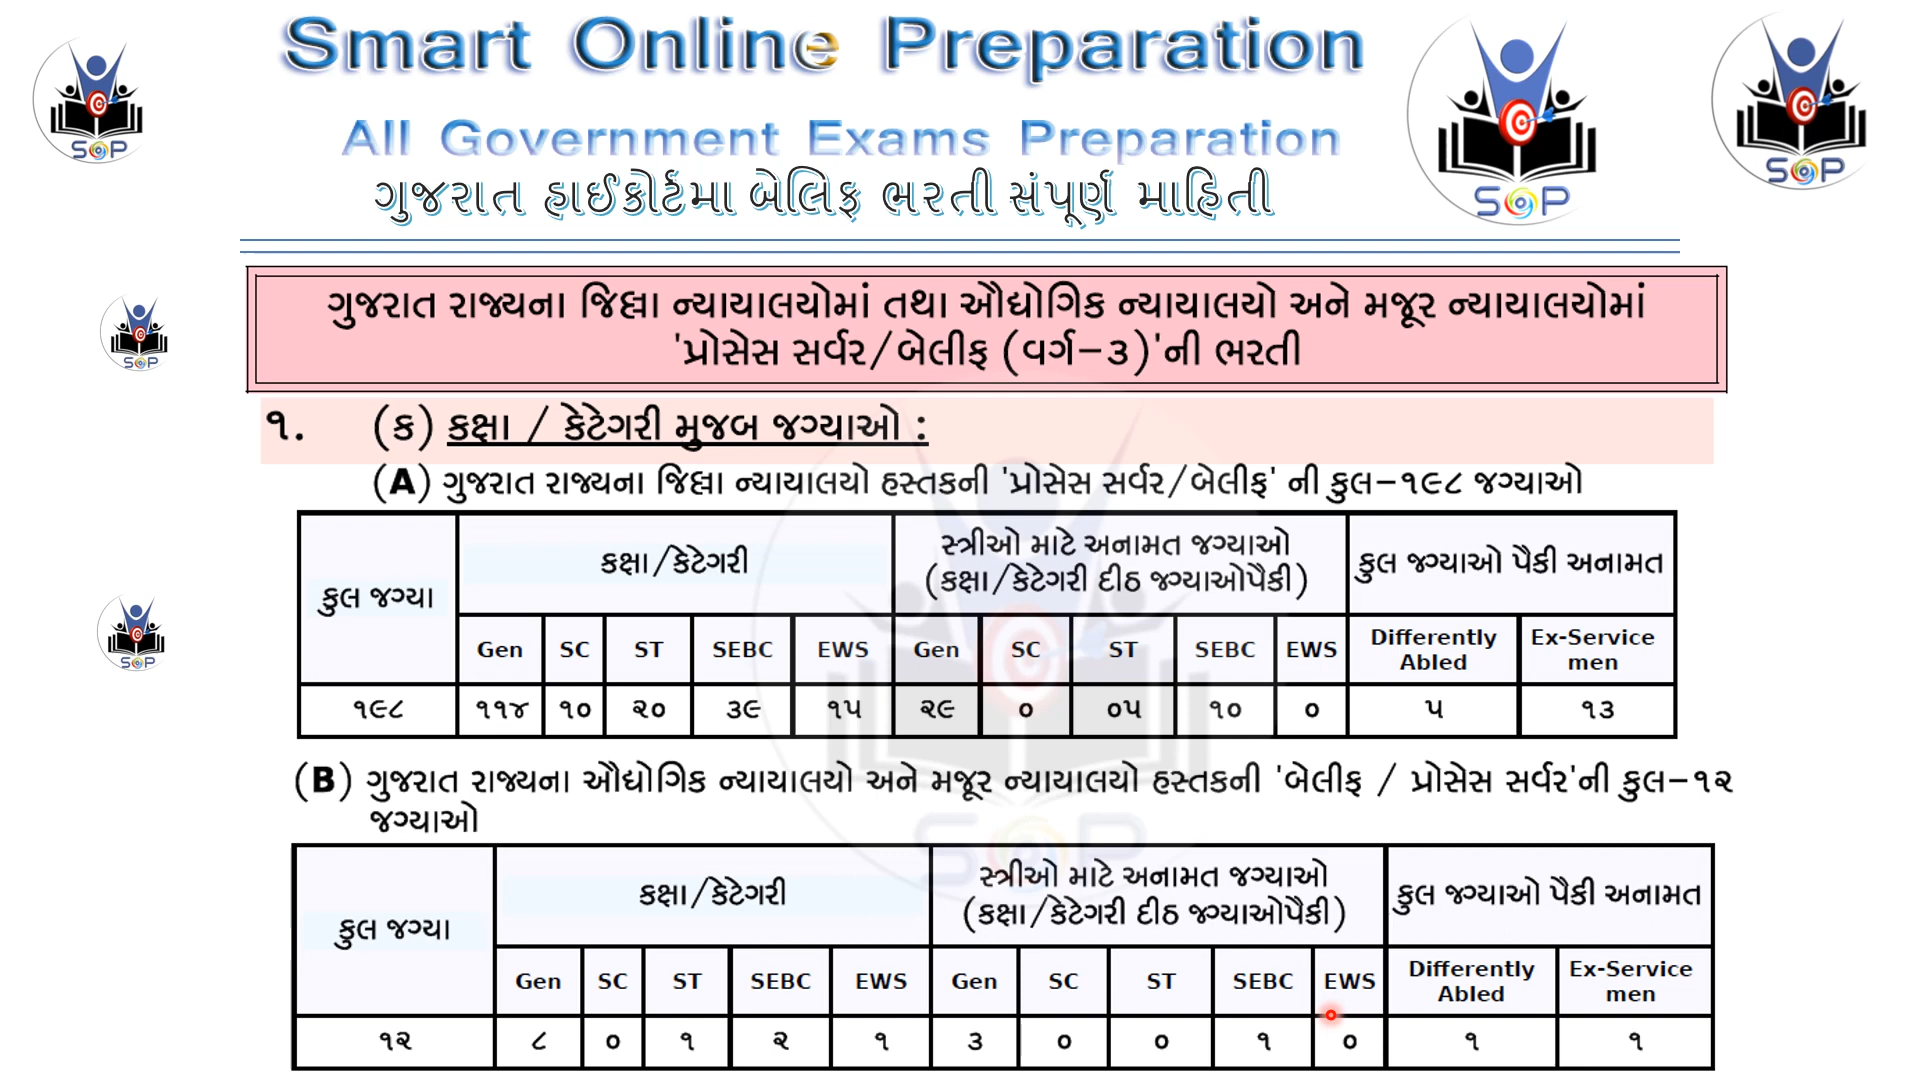 Smart Online Preparation
All Government Exams Preparation
ગુજરાત હાઈકોર્ટમા બેલિફ ભરતી સંપૂર્ણ માહિતી
SOP
SOP
SOP
SOP
SOP
ગુજરાત રાજ્યના જિલ્લા ન્યાયાલયોમાં તથા ઔદ્યોગિક ન્યાયાલયો અને મજૂર ન્યાયાલયોમાં
'પ્રોસેસ સર્વર/બેલીફ (વર્ગ–૩)'ની ભરતી
૧. (ક) કક્ષા / કેટેગરી મુજબ જગ્યાઓ :
(A) ગુજરાત રાજ્યના જિલ્લા ન્યાયાલયો હસ્તકની 'પ્રોસેસ સર્વર/બેલીફ' ની કુલ–૧૯૮ જગ્યાઓ
કુલ જગ્યા કક્ષા/કેટેગરી સ્ત્રીઓ માટે અનામત જગ્યાઓ (કક્ષા/કેટેગરી દીઠ જગ્યાઓપૈકી) કુલ જગ્યાઓ પૈકી અનામત
Gen SC ST SEBC EWS Gen SC ST SEBC EWS Differently Abled Ex-Service men
૧૯૮ ૧૧૪ ૧૦ ૨૦ ૩૯ ૧૫ ૨૯ ૦ ૦૫ ૧૦ ૦ ૫ ૧૩
(B) ગુજરાત રાજ્યના ઔદ્યોગિક ન્યાયાલયો અને મજૂર ન્યાયાલયો હસ્તકની 'બેલીફ / પ્રોસેસ સર્વર'ની કુલ–૧૨
જગ્યાઓ
કુલ જગ્યા કક્ષા/કેટેગરી સ્ત્રીઓ માટે અનામત જગ્યાઓ (કક્ષા/કેટેગરી દીઠ જગ્યાઓપૈકી) કુલ જગ્યાઓ પૈકી અનામત
Gen SC ST SEBC EWS Gen SC ST SEBC EWS Differently Abled Ex-Service men
૧૨ ૮ ૦ ૧ ૨ ૧ ૩ ૦ ૦ ૧ ૦ ૧ ૧
SOP